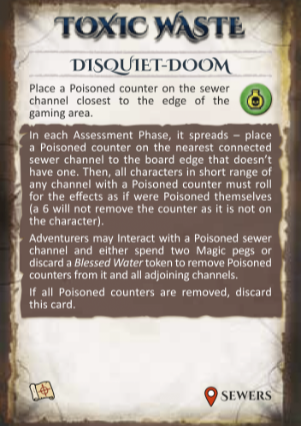 TOXIC WASTE
DISQUIET-DOOM
Place a Poisoned counter on the sewer
channel closest to the edge of the
gaming area.
In each Assessment Phase, it spreads – place
a Poisoned counter on the nearest connected
sewer channel to the board edge that doesn't
have one. Then, all characters in short range of
any channel with a Poisoned counter must roll
for the effects as if were Poisoned themselves
(a 6 will not remove the counter as it is not on
the character).
Adventurers may Interact with a Poisoned sewer
channel and either spend two Magic pegs or
discard a Blessed Water token to remove Poisoned
counters from it and all adjoining channels.
If all Poisoned counters are removed, discard
this card.
SEWERS